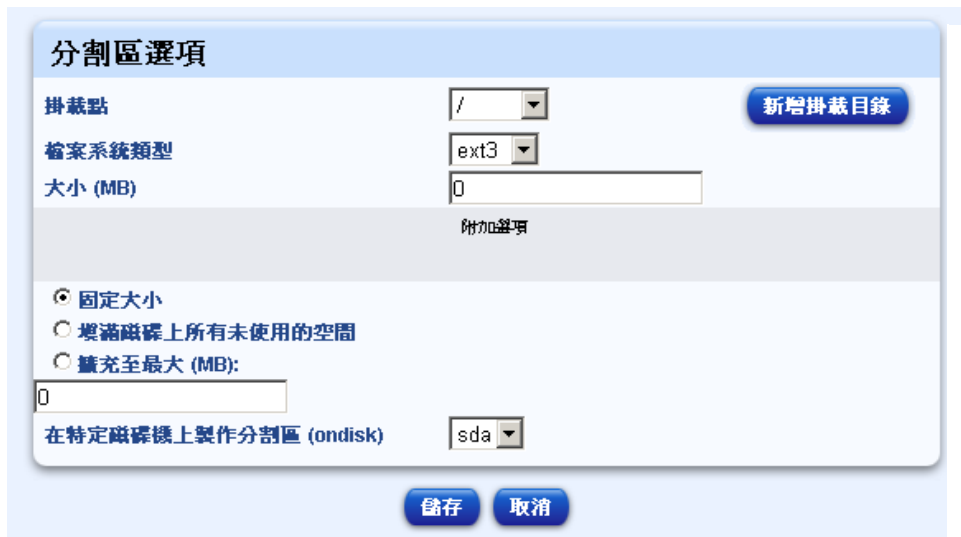 分割區選項
掛載點 / 新增掛載目錄
檔案系統類型 ext3
大小 (MB) 0
附加選項
固定大小
填滿磁碟上所有未使用的空間
擴充至最大 (MB):
0
在特定磁碟機上製作分割區 (ondisk) sda
儲存 取消